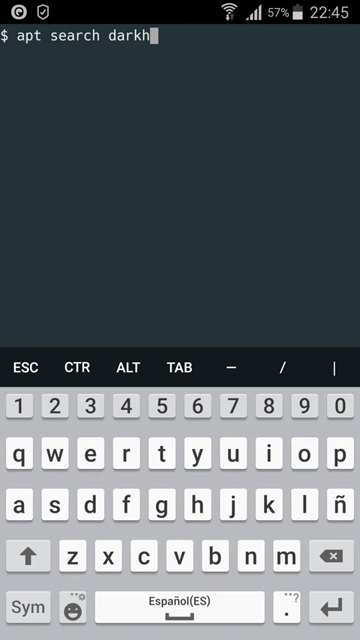 57% 22:45
$ apt search darkh
ESC CTR ALT TAB — / |
1 2 3 4 5 6 7 8 9 0
q w e r t y u i o p
a s d f g h j k l ñ
z x c v b n m
Sym Español(ES) . ?